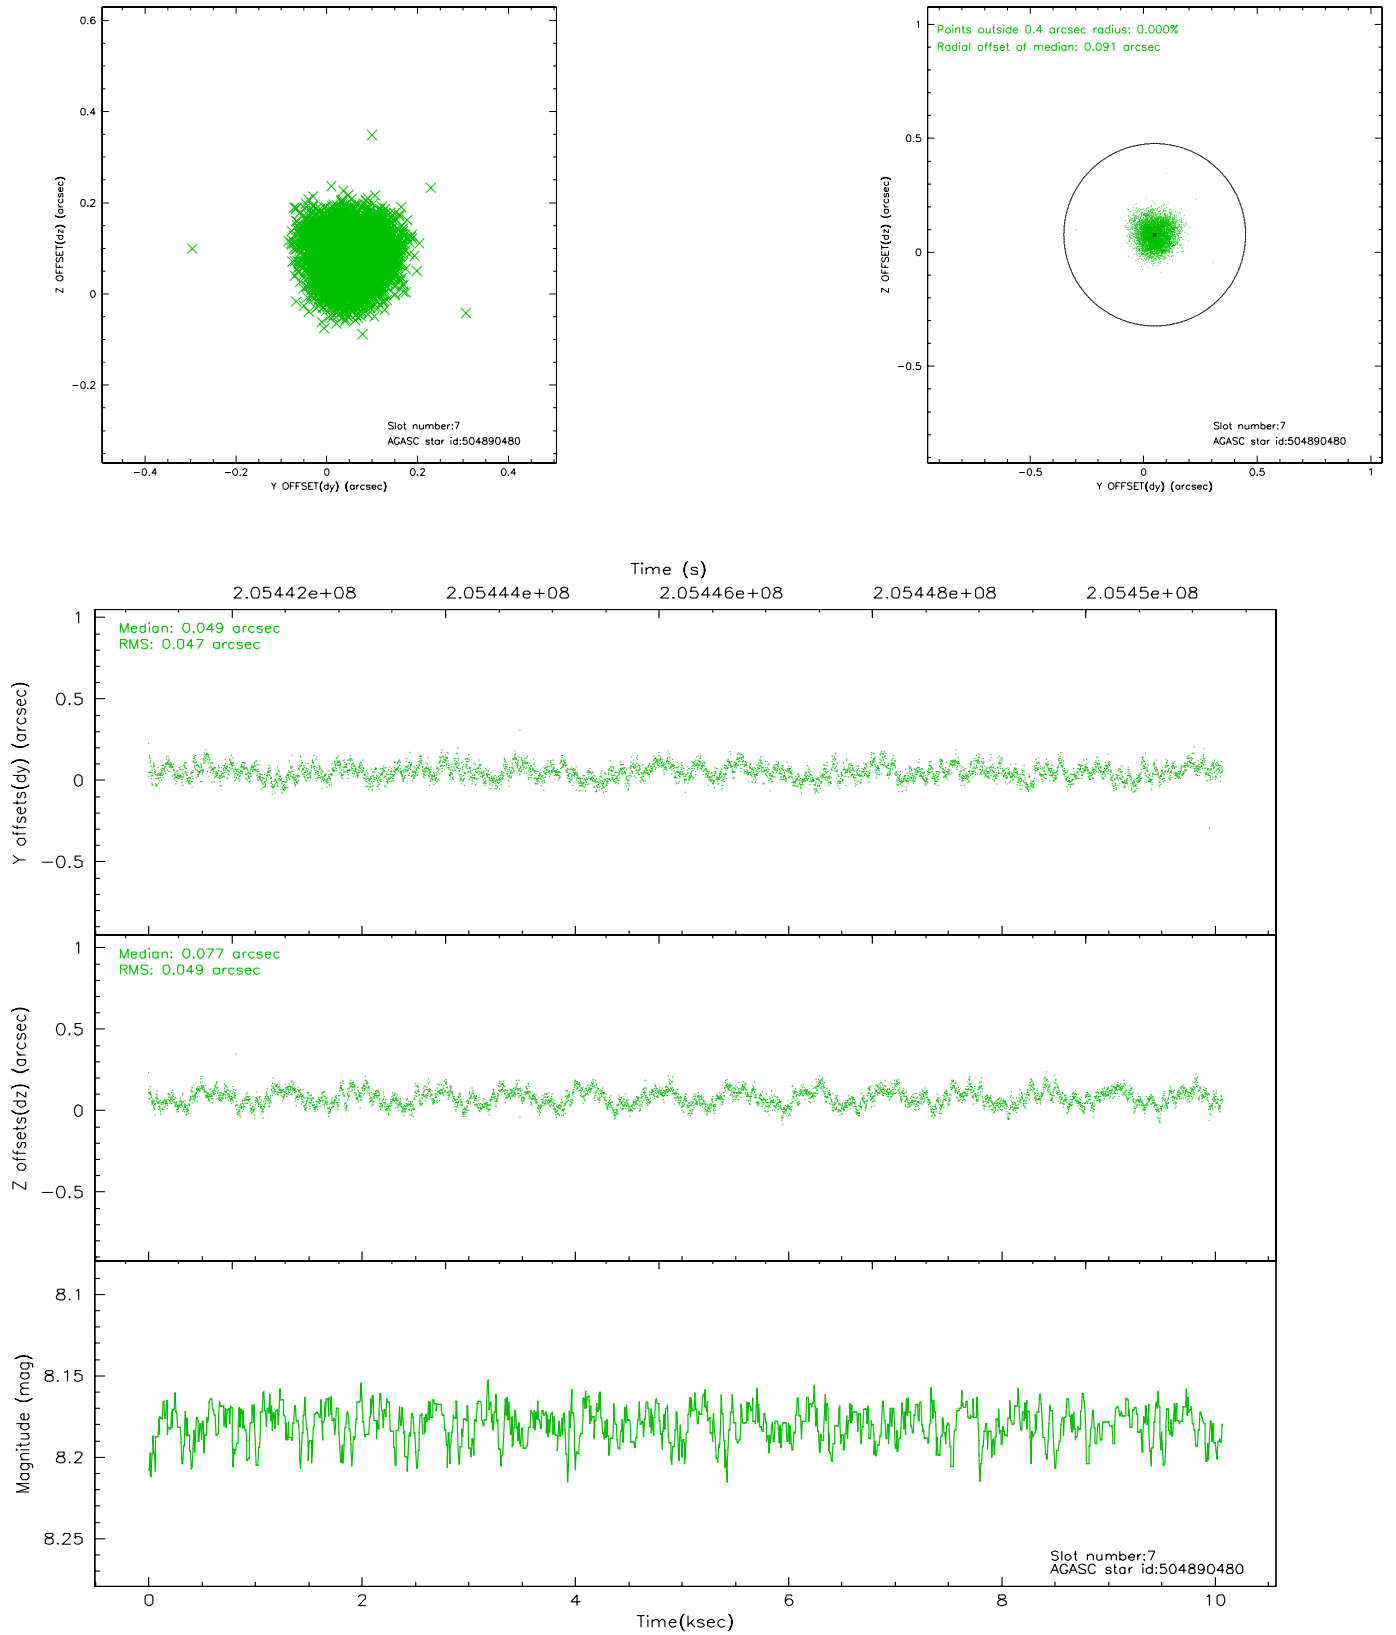 0.6
0.4
0.2
0
−0.2
Z OFFSET(dz) (arcsec)
Slot number:7
AGASC star id:504890480
−0.4 −0.2 0 0.2 0.4
Y OFFSET(dy) (arcsec)
Points outside 0.4 arcsec radius: 0.000%
Radial offset of median: 0.091 arcsec
1
0.5
0
−0.5
Z OFFSET(dz) (arcsec)
Slot number:7
AGASC star id:504890480
−0.5 0 0.5 1
Y OFFSET(dy) (arcsec)
Time (s)
2.05442e+08 2.05444e+08 2.05446e+08 2.05448e+08 2.0545e+08
Median: 0.049 arcsec
RMS: 0.047 arcsec
1
0.5
0
−0.5
Y offsets(dy) (arcsec)
Median: 0.077 arcsec
RMS: 0.049 arcsec
1
0.5
0
−0.5
Z offsets(dz) (arcsec)
8.1
8.15
8.2
8.25
Magnitude (mag)
Slot number:7
AGASC star id:504890480
0 2 4 6 8 10
Time(ksec)